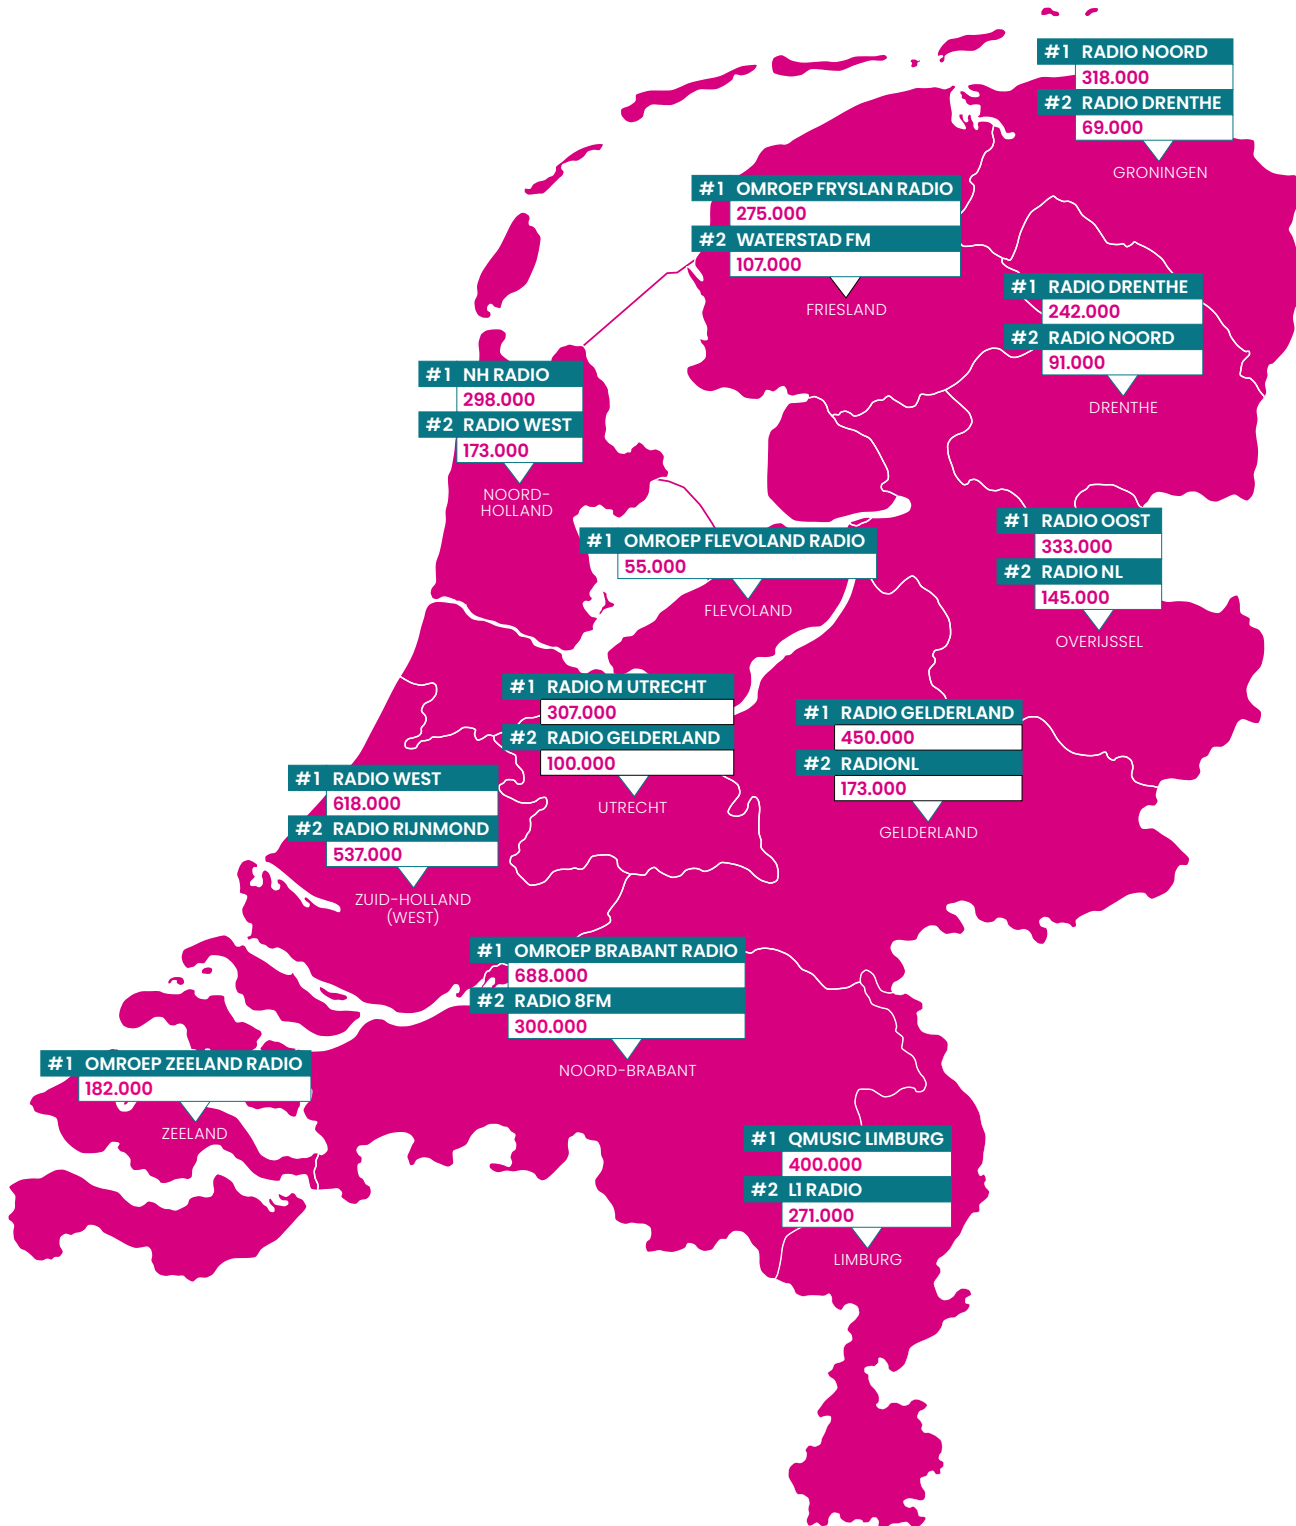 #1 RADIO NOORD
318.000
#2 RADIO DRENTHE
69.000
GRONINGEN
#1 OMROEP FRYSLAN RADIO
275.000
#2 WATERSTAD FM
107.000
FRIESLAND
#1 RADIO DRENTHE
242.000
#2 RADIO NOORD
91.000
DRENTHE
#1 NH RADIO
298.000
#2 RADIO WEST
173.000
NOORD-
HOLLAND
#1 OMROEP FLEVOLAND RADIO
55.000
FLEVOLAND
#1 RADIO OOST
333.000
#2 RADIO NL
145.000
OVERIJSSEL
#1 RADIO M UTRECHT
307.000
#2 RADIO GELDERLAND
100.000
UTRECHT
#1 RADIO GELDERLAND
450.000
#2 RADIONL
173.000
GELDERLAND
#1 RADIO WEST
618.000
#2 RADIO RIJNMOND
537.000
ZUID-HOLLAND
(WEST)
#1 OMROEP BRABANT RADIO
688.000
#2 RADIO 8FM
300.000
NOORD-BRABANT
#1 OMROEP ZEELAND RADIO
182.000
ZEELAND
#1 QMUSIC LIMBURG
400.000
#2 L1 RADIO
271.000
LIMBURG